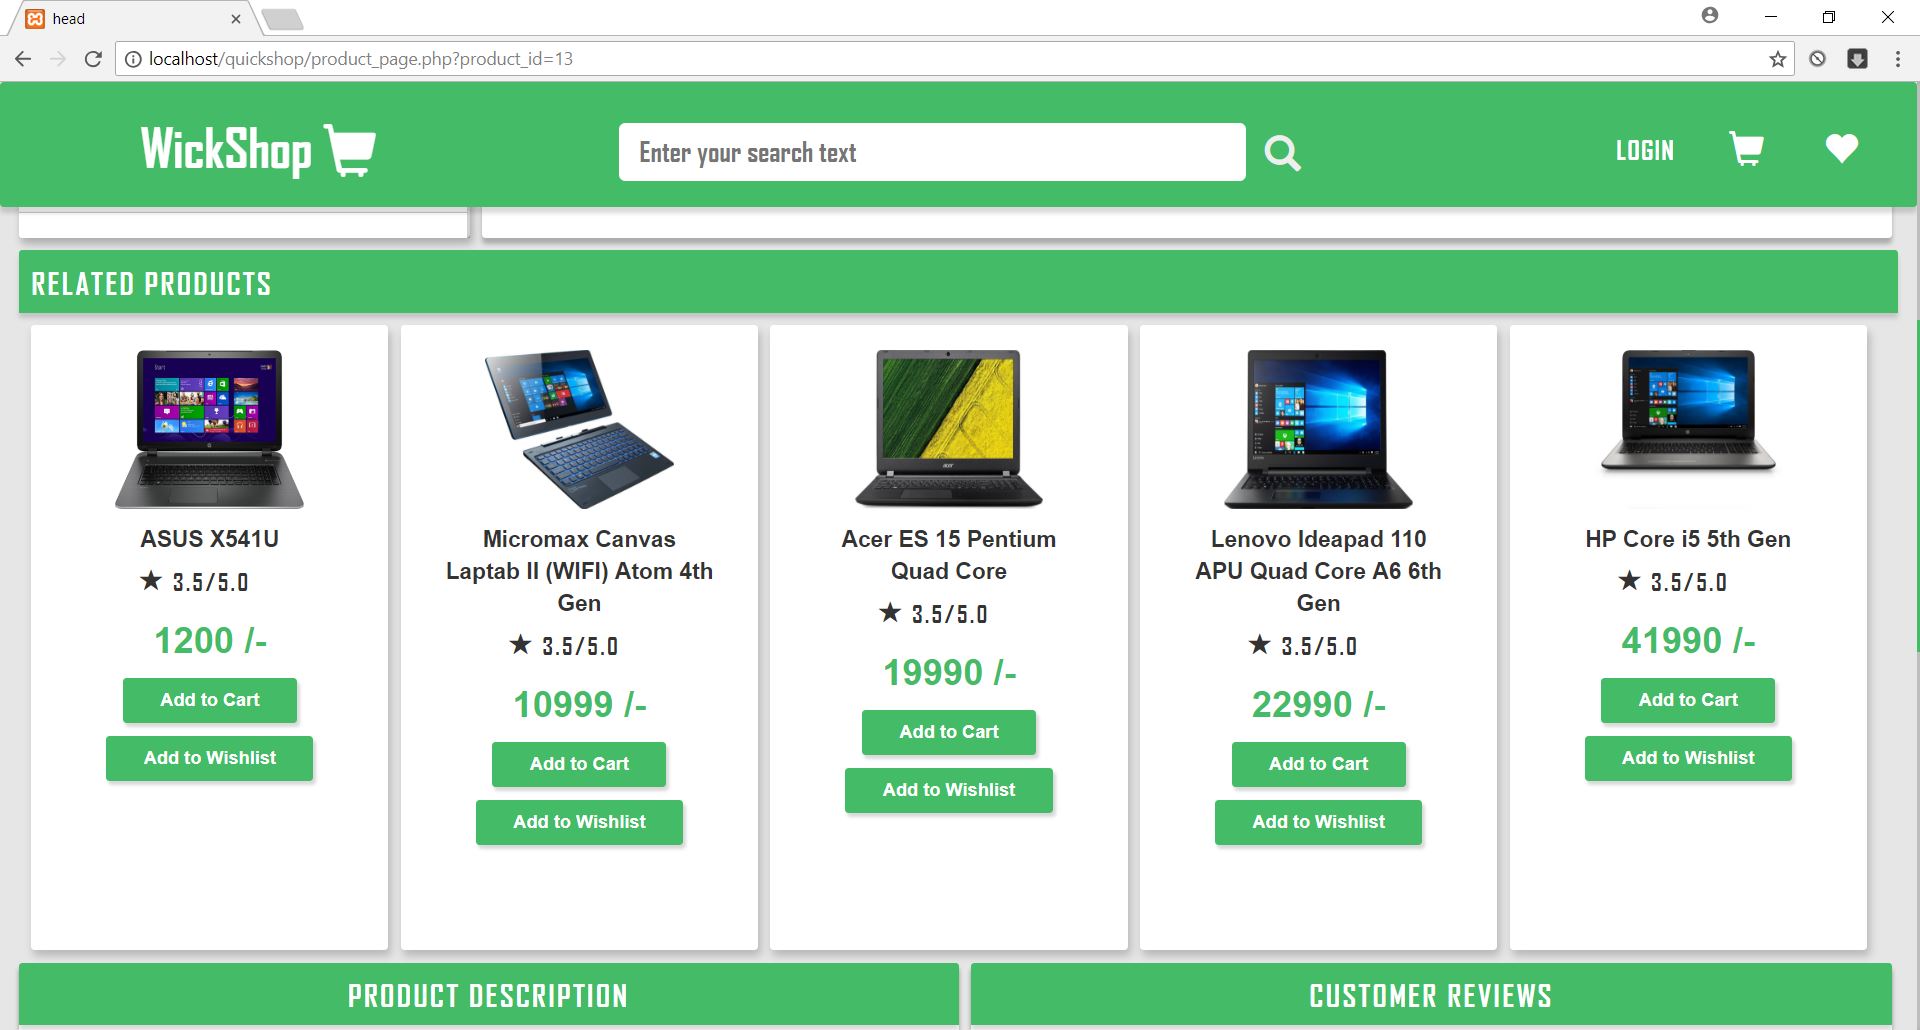 head
localhost/quickshop/product_page.php?product_id=13
WickShop
Enter your search text
LOGIN
RELATED PRODUCTS
ASUS X541U
★ 3.5/5.0
1200 /-
Add to Cart
Add to Wishlist
Micromax Canvas
Laptab II (WIFI) Atom 4th
Gen
★ 3.5/5.0
10999 /-
Add to Cart
Add to Wishlist
Acer ES 15 Pentium
Quad Core
★ 3.5/5.0
19990 /-
Add to Cart
Add to Wishlist
Lenovo Ideapad 110
APU Quad Core A6 6th
Gen
★ 3.5/5.0
22990 /-
Add to Cart
Add to Wishlist
HP Core i5 5th Gen
★ 3.5/5.0
41990 /-
Add to Cart
Add to Wishlist
PRODUCT DESCRIPTION
CUSTOMER REVIEWS